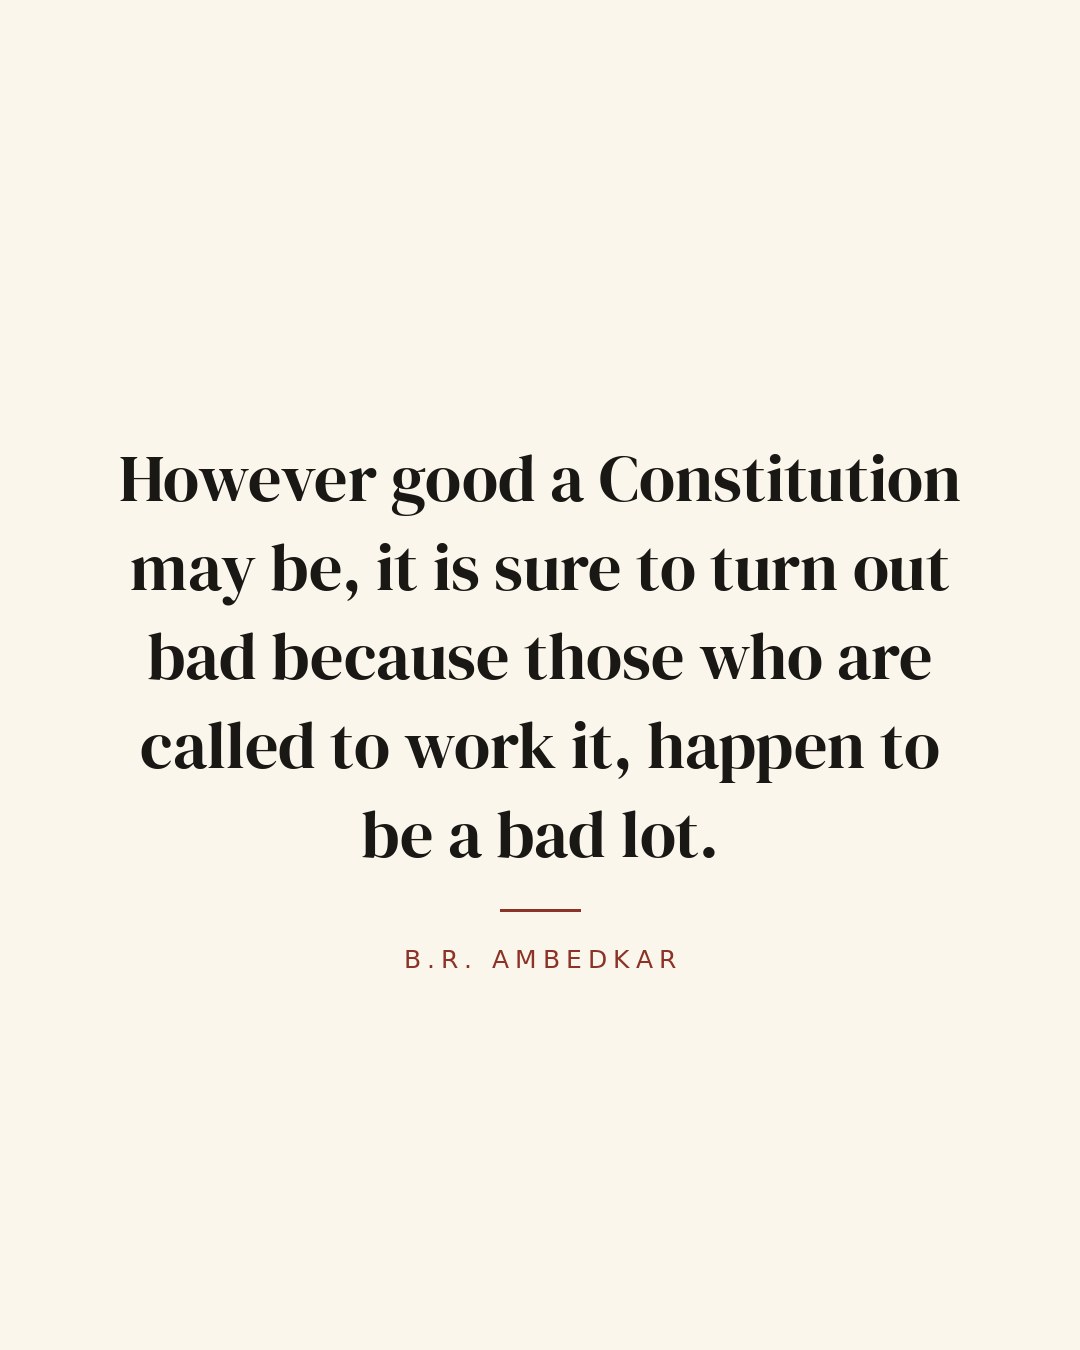 However good a Constitution
may be, it is sure to turn out
bad because those who are
called to work it, happen to
be a bad lot.
B.R. AMBEDKAR